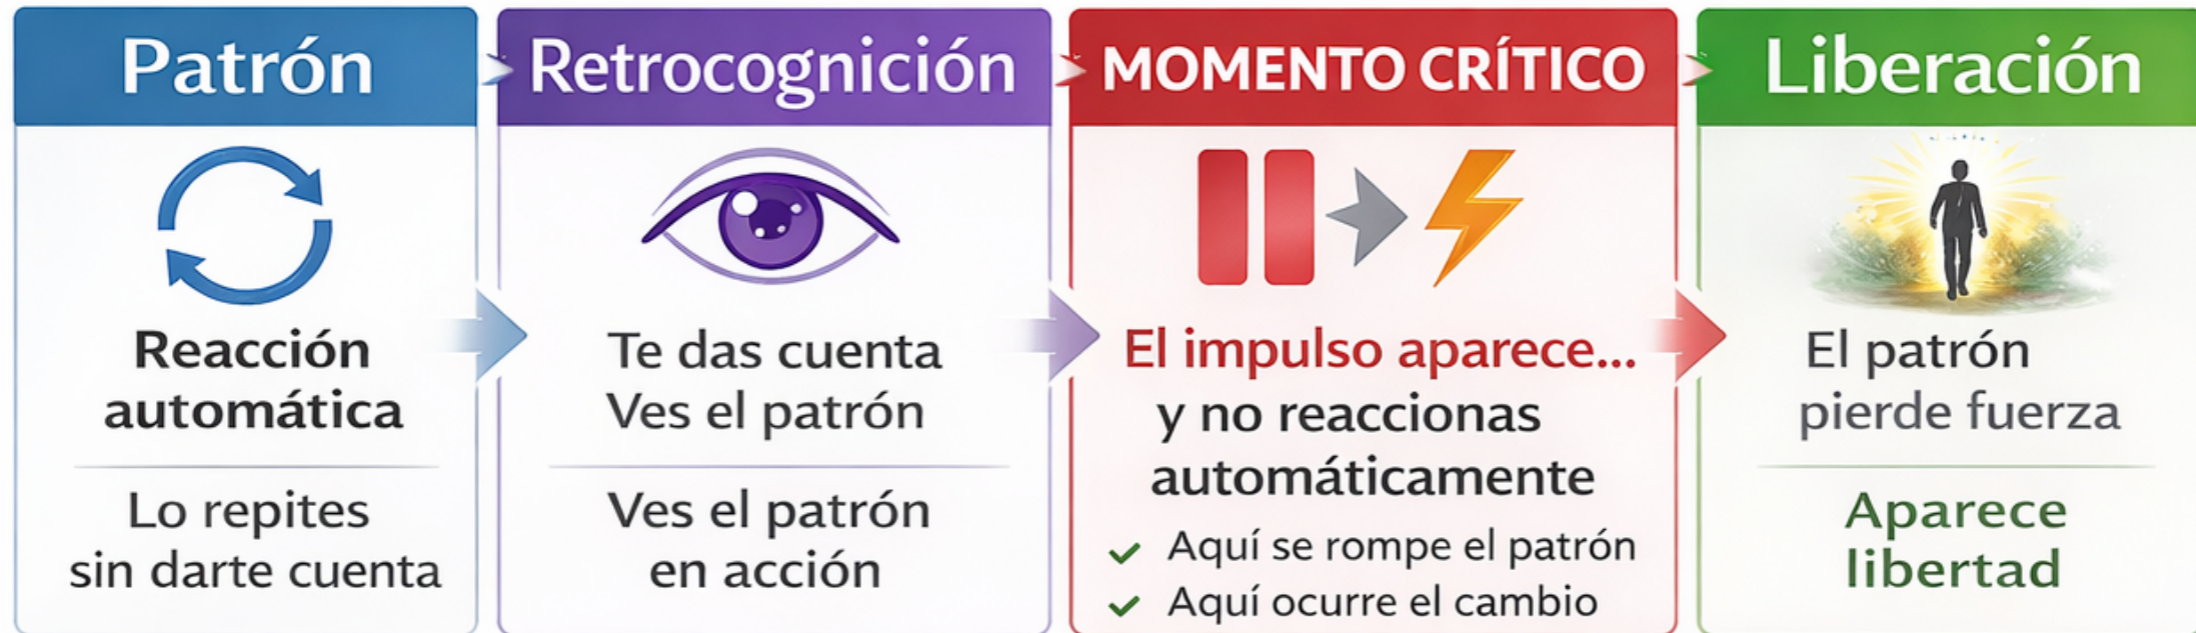 Patrón
Reacción
automática
Lo repites
sin darte cuenta
Retrocognición
Te das cuenta
Ves el patrón
Ves el patrón
en acción
MOMENTO CRÍTICO
El impulso aparece...
y no reaccionas
automáticamente
Aquí se rompe el patrón
Aquí ocurre el cambio
Liberación
El patrón
pierde fuerza
Aparece
libertad